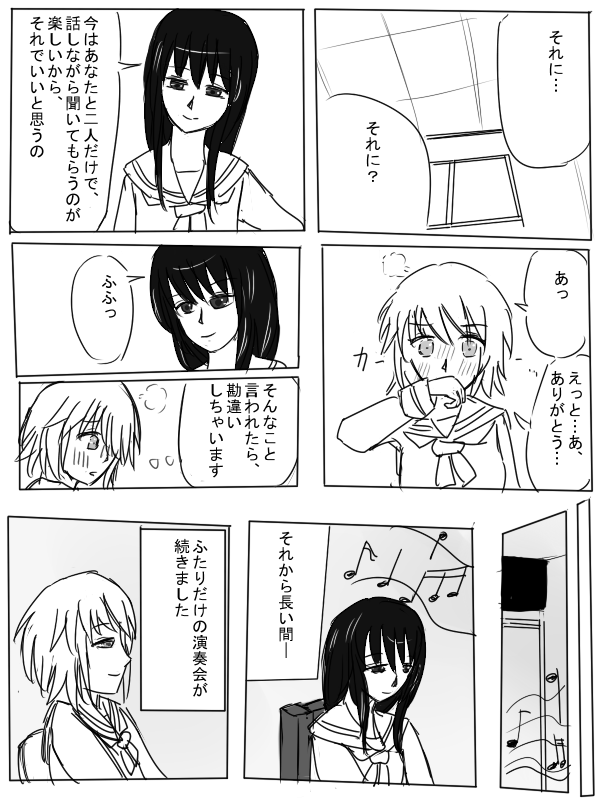 それに…
それに？
今はあなたと二人だけで、
話しながら聞いてもらうのが
楽しいから、
それでいいと思うの
あっ
えっと…あ、
ありがとう…
カー
ふふっ
そんなこと
言われたら、
勘違い
しちゃいます
それから長い間―
ふたりだけの演奏会が
続きました